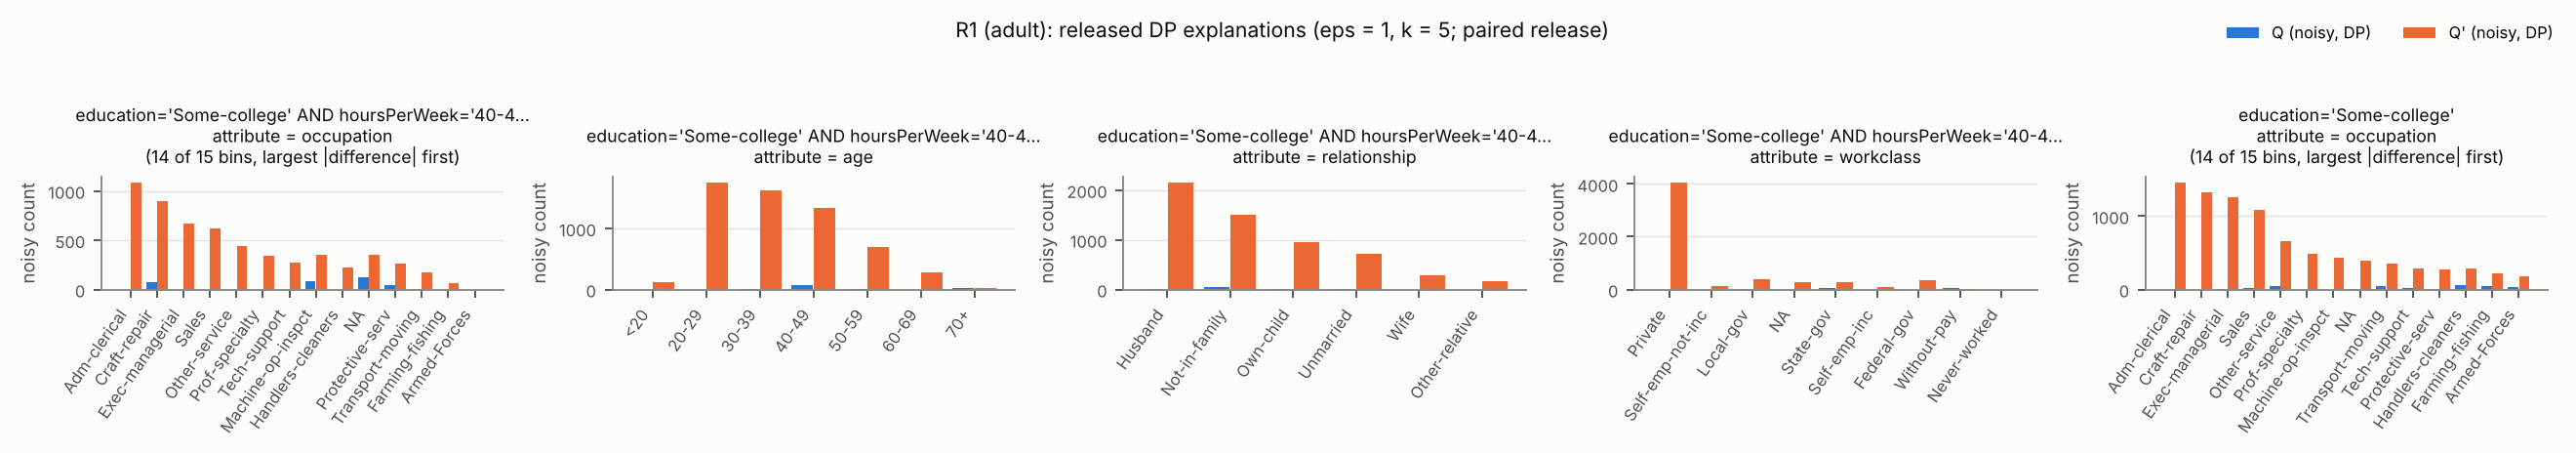 R1 (adult): released DP explanations (eps = 1, k = 5; paired release)
Q (noisy, DP)
Q' (noisy, DP)
education='Some-college' AND hoursPerWeek='40-4...
attribute = occupation
(14 of 15 bins, largest |difference| first)
noisy count
1000
500
0
Adm-clerical
Craft-repair
Exec-managerial
Sales
Other-service
Prof-specialty
Tech-support
Machine-op-inspct
Handlers-cleaners
NA
Protective-serv
Transport-moving
Farming-fishing
Armed-Forces
education='Some-college' AND hoursPerWeek='40-4...
attribute = age
noisy count
1000
0
<20
20-29
30-39
40-49
50-59
60-69
70+
education='Some-college' AND hoursPerWeek='40-4...
attribute = relationship
noisy count
2000
1000
0
Husband
Not-in-family
Own-child
Unmarried
Wife
Other-relative
education='Some-college' AND hoursPerWeek='40-4...
attribute = workclass
noisy count
4000
2000
0
Private
Self-emp-not-inc
Local-gov
NA
State-gov
Self-emp-inc
Federal-gov
Without-pay
Never-worked
education='Some-college'
attribute = occupation
(14 of 15 bins, largest |difference| first)
noisy count
1000
0
Adm-clerical
Craft-repair
Exec-managerial
Sales
Other-service
Prof-specialty
Machine-op-inspct
NA
Transport-moving
Tech-support
Protective-serv
Handlers-cleaners
Farming-fishing
Armed-Forces